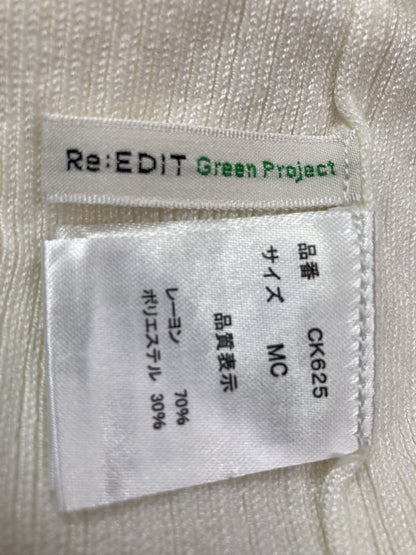 Re:EDIT Green Project
品番 CK625
サイズ MC
品質表示
レーヨン 70%
ポリエステル 30%